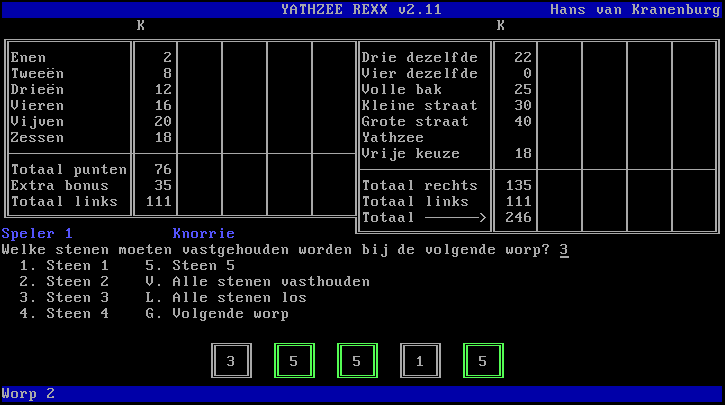 YATHZEE REXX v2.11 Hans van Kranenburg
K K
Enen 2
Tweeën 8
Drieën 12
Vieren 16
Vijven 20
Zessen 18
Totaal punten 76
Extra bonus 35
Totaal links 111
Drie dezelfde 22
Vier dezelfde 0
Volle bak 25
Kleine straat 30
Grote straat 40
Yathzee
Vrije keuze 18
Totaal rechts 135
Totaal links 111
Totaal ──────> 246
Speler 1 Knorrie
Welke stenen moeten vastgehouden worden bij de volgende worp? 3
1. Steen 1 5. Steen 5
2. Steen 2 V. Alle stenen vasthouden
3. Steen 3 L. Alle stenen los
4. Steen 4 G. Volgende worp
3 5 5 1 5
Worp 2